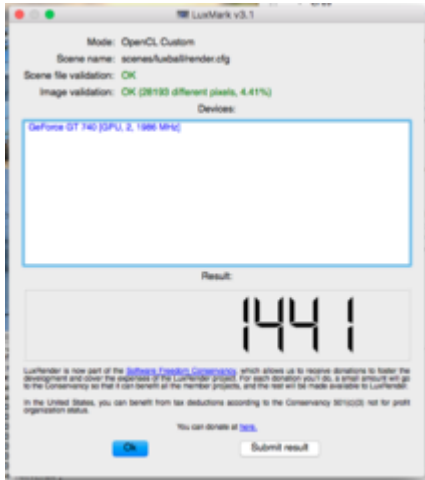 LuxMark v3.1
Mode: OpenCL Custom
Scene name: scenes/luxball/render.cfg
Scene file validation: OK
Image validation: OK (28193 different pixels, 4.41%)
Devices:
GeForce GT 740 [GPU, 2, 1986 MHz]
Result:
1441
LuxRender is now part of the Software Freedom Conservancy, which allows us to receive donations to foster the
development and cover the expenses of the LuxRender project. For each donation you'll do, a small amount will go
to the Conservancy so that it can benefit all the member projects, and the rest will be made available to LuxRender.
In the United States, you can benefit from tax deductions according to the Conservancy 501(c)(3) not for profit
organization status.
You can donate at here.
Ok
Submit result